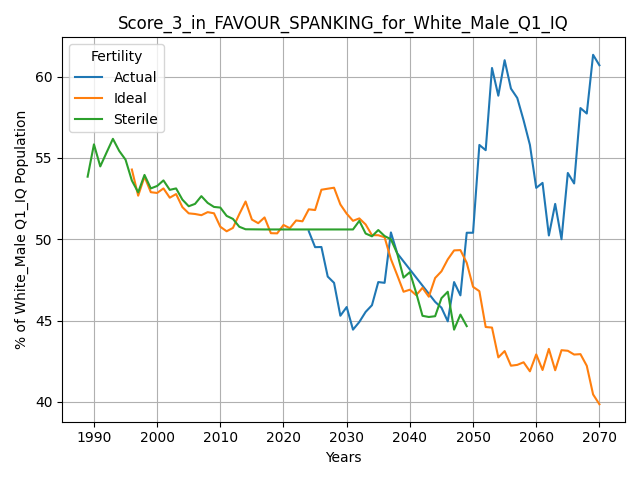 Score_3_in_FAVOUR_SPANKING_for_White_Male_Q1_IQ
Fertility
Actual
Ideal
Sterile
% of White_Male Q1_IQ Population
60
55
50
45
40
1990 2000 2010 2020 2030 2040 2050 2060 2070
Years